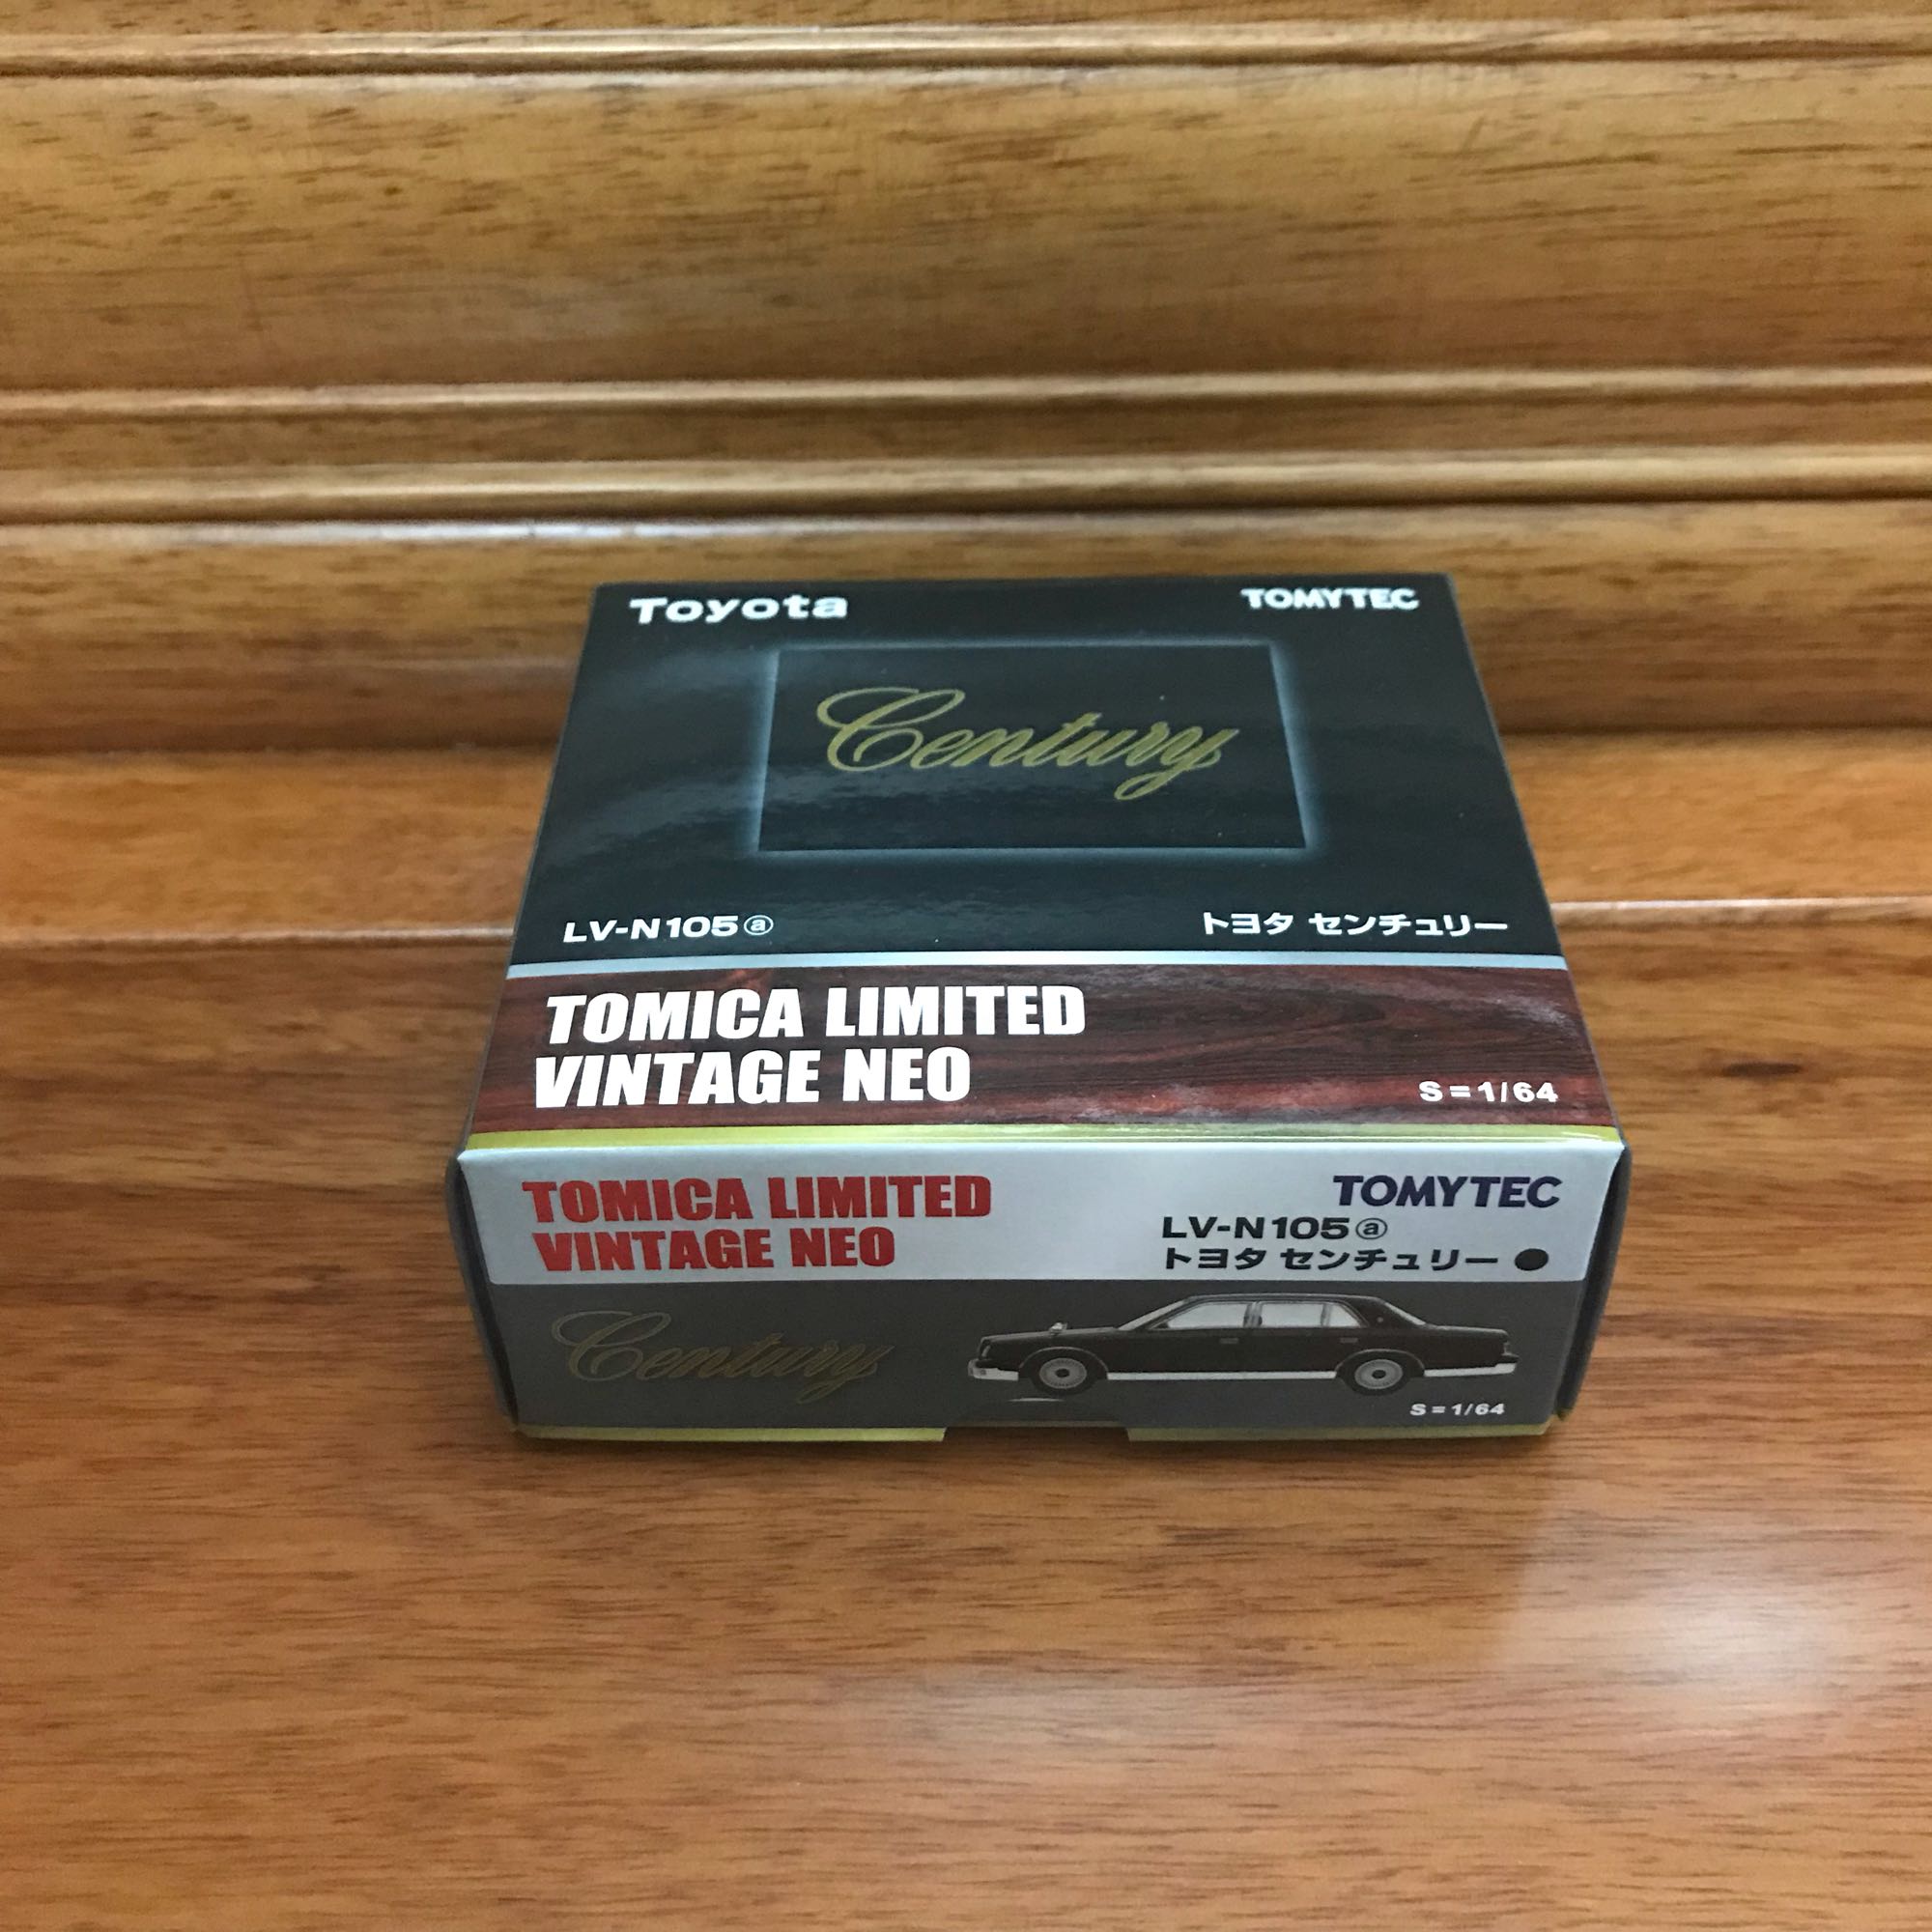 Toyota
TOMYTEC
Century
LV-N105ⓐ
トヨタ センチュリー
TOMICA LIMITED
VINTAGE NEO
S=1/64
TOMICA LIMITED
VINTAGE NEO
TOMYTEC
LV-N105ⓐ
トヨタ センチュリー ●
Century
S=1/64